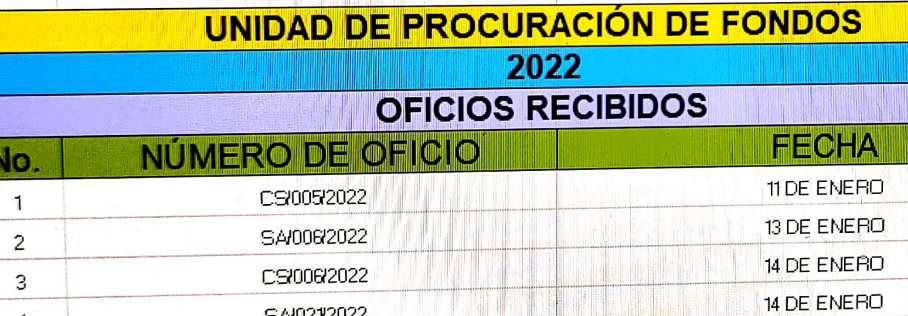 UNIDAD DE PROCURACIÓN DE FONDOS
2022
OFICIOS RECIBIDOS
No. NÚMERO DE OFICIO FECHA
1 CS/005/2022 11 DE ENERO
2 SA/006/2022 13 DE ENERO
3 CS/006/2022 14 DE ENERO
SA/021/2022 14 DE ENERO